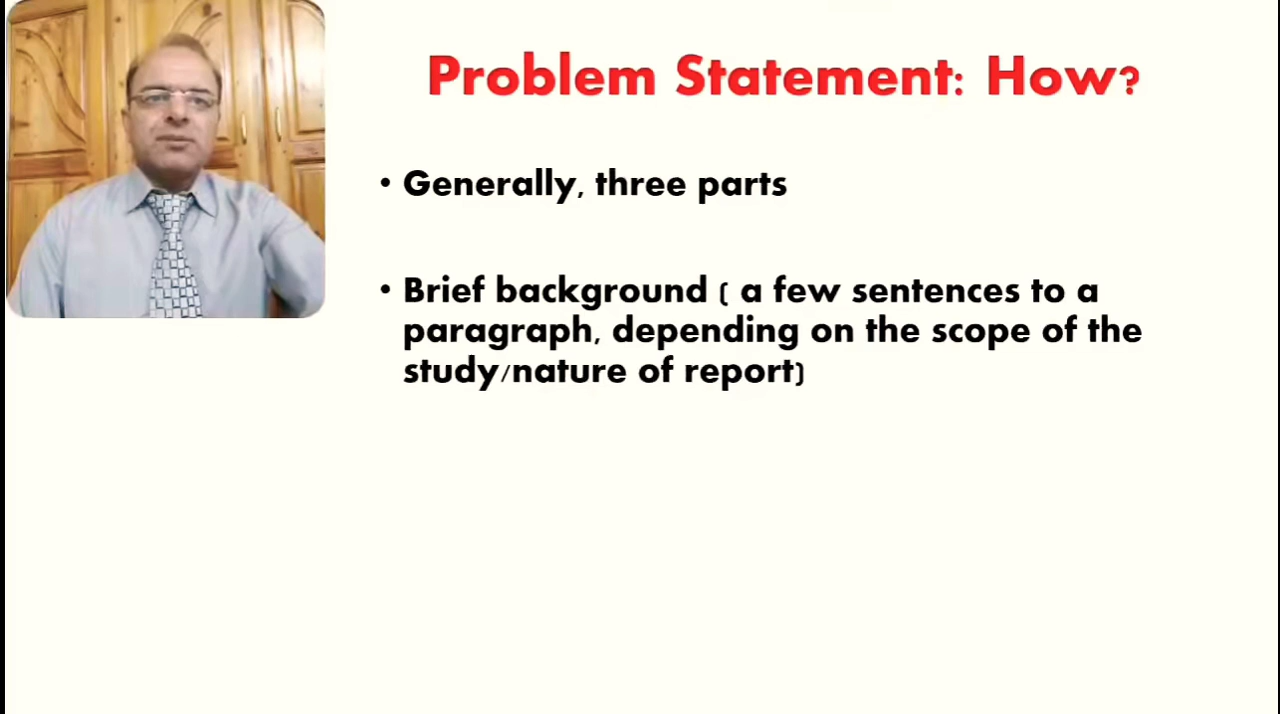 Problem Statement: How?
• Generally, three parts
• Brief background ( a few sentences to a
paragraph, depending on the scope of the
study/nature of report)